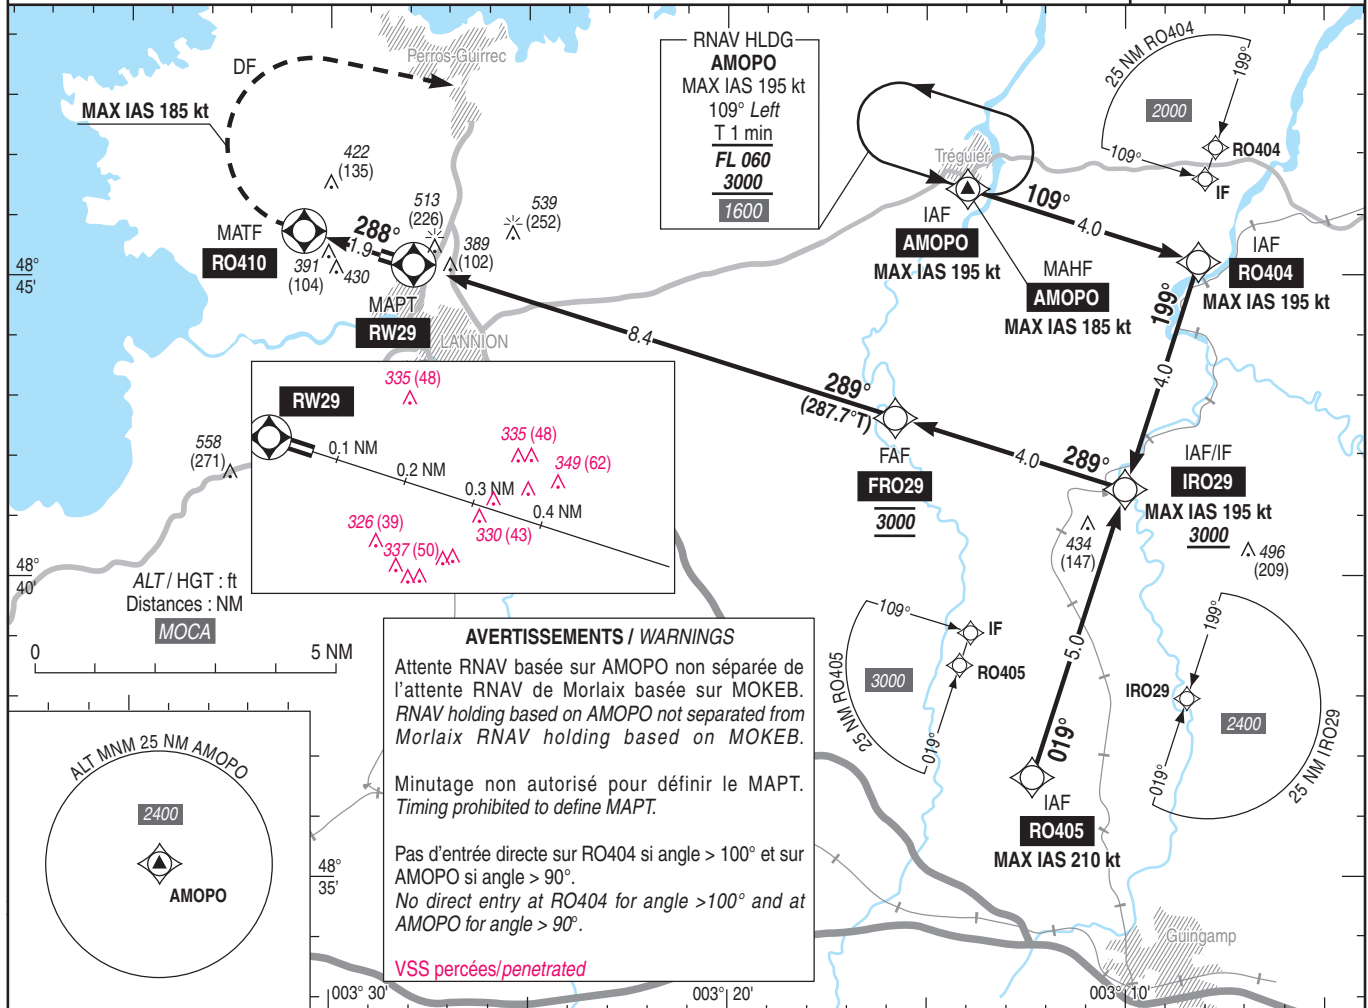 DF
Perros-Guirrec
MAX IAS 185 kt
422
(135)
513
(226)
539
(252)
389
(102)
288°
1.9
MATF
RO410
391
(104)
430
MAPT
RW29
LANNION
RNAV HLDG
AMOPO
MAX IAS 195 kt
109° Left
T 1 min
FL 060
3000
1600
Tréguier
IAF
AMOPO
MAX IAS 195 kt
109°
4.0
MAHF
AMOPO
MAX IAS 185 kt
IAF
RO404
MAX IAS 195 kt
25 NM RO404
199°
2000
109°
RO404
IF
199°
4.0
8.4
289°
(287.7°T)
FAF
FRO29
3000
4.0
289°
IAF/IF
IRO29
MAX IAS 195 kt
3000
434
(147)
496
(209)
48°
45'
558
(271)
RW29
335 (48)
0.1 NM
0.2 NM
0.3 NM
0.4 NM
335 (48)
349 (62)
330 (43)
326 (39)
337 (50)
48°
40'
ALT / HGT : ft
Distances : NM
MOCA
0
5 NM
AVERTISSEMENTS / WARNINGS
Attente RNAV basée sur AMOPO non séparée de
l'attente RNAV de Morlaix basée sur MOKEB.
RNAV holding based on AMOPO not separated from
Morlaix RNAV holding based on MOKEB.
Minutage non autorisé pour définir le MAPT.
Timing prohibited to define MAPT.
Pas d'entrée directe sur RO404 si angle > 100° et sur
AMOPO si angle > 90°.
No direct entry at RO404 for angle >100° and at
AMOPO for angle > 90°.
VSS percées/penetrated
109°
IF
3000
RO405
25 NM RO405
019°
5.0
019°
IAF
RO405
MAX IAS 210 kt
199°
IRO29
2400
019°
25 NM IRO29
ALT MNM 25 NM AMOPO
2400
AMOPO
48°
35'
Guingamp
003° 30'
003° 20'
003° 10'